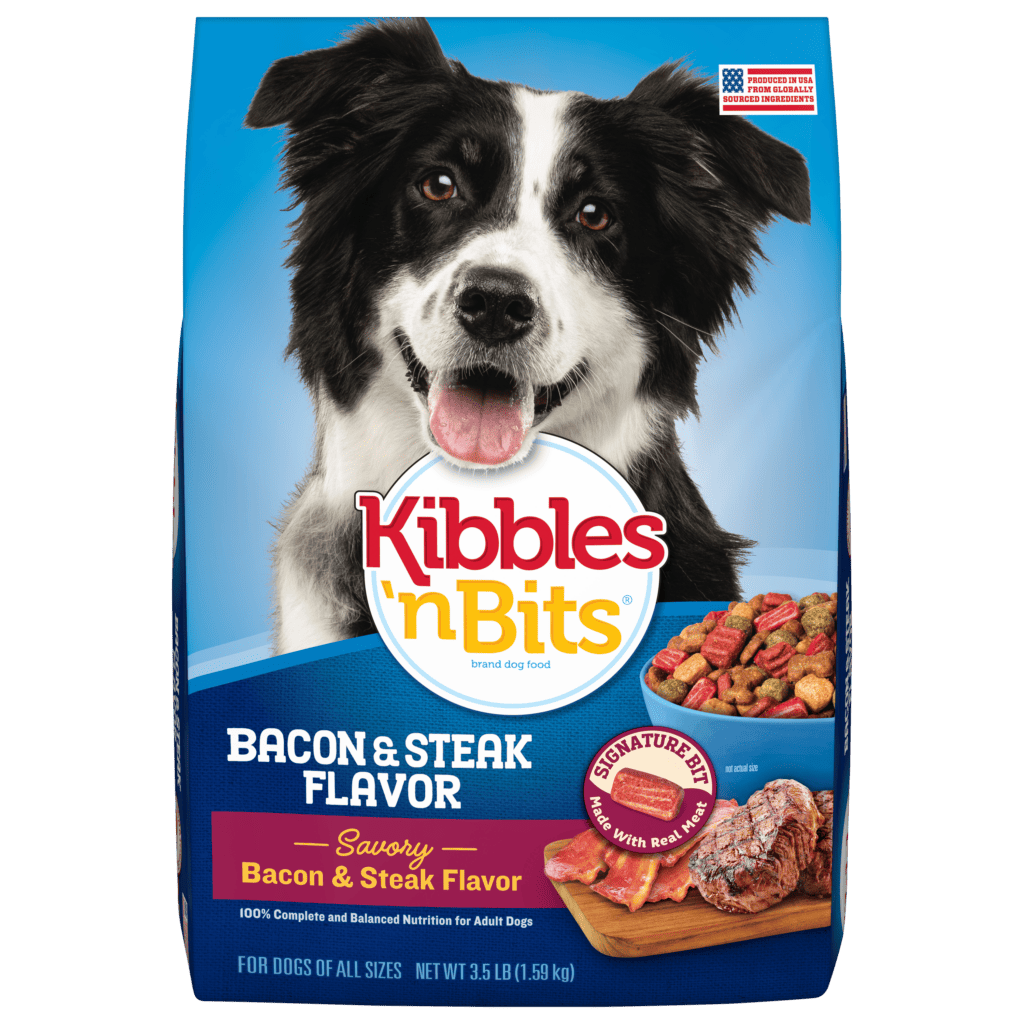 PRODUCED IN USA
FROM GLOBALLY
SOURCED INGREDIENTS
Kibbles
'n Bits®
brand dog food
BACON & STEAK
FLAVOR
Savory
Bacon & Steak Flavor
100% Complete and Balanced Nutrition for Adult Dogs
FOR DOGS OF ALL SIZES NET WT 3.5 LB (1.59 kg)
SIGNATURE BIT
Made With Real Meat
not actual size